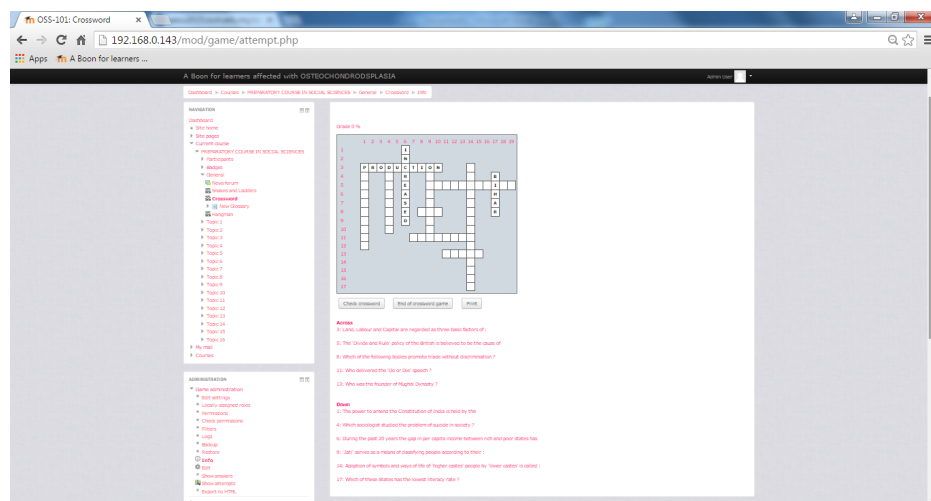 OSS-101: Crossword
192.168.0.143/mod/game/attempt.php
Apps A Boon for learners ...
A Boon for learners affected with OSTEOCHONDRODSPLASIA
Admin User
Dashboard > Courses > PREPARATORY COURSE IN SOCIAL SCIENCES > General > Crossword > Info
NAVIGATION
Dashboard
Site home
Site pages
Current course
PREPARATORY COURSE IN SOCIAL SCIENCES
Participants
Badges
General
News forum
Snakes and Ladders
Crossword
New Glossary
Hangman
Topic 1
Topic 2
Topic 3
Topic 4
Topic 5
Topic 6
Topic 7
Topic 8
Topic 9
Topic 10
Topic 11
Topic 12
Topic 13
Topic 14
Topic 15
Topic 16
My mail
Courses
ADMINISTRATION
Game administration
Edit settings
Locally assigned roles
Permissions
Check permissions
Filters
Logs
Backup
Restore
Info
Edit
Show answers
Show attempts
Export to HTML
Grade 0 %
1 2 3 4 5 6 7 8 9 10 11 12 13 14 15 16 17 18 19
1 I
2 N
3 P R O D U C T I O N
4 R B
5 E I
6 A H
7 S A
8 E R
9 D
10
11
12
13
14
15
16
17
Check crossword End of crossword game Print
Across
3: Land, Labour and Capital are regarded as three basic factors of :
5: The 'Divide and Rule' policy of the British is believed to be the cause of
8: Which of the following bodies promote trade without discrimination ?
11: Who delivered the 'Do or Die' speech ?
13: Who was the founder of Mughal Dynasty ?
Down
1: The power to amend the Constitution of India is held by the
4: Which sociologist studied the problem of suicide in society ?
6: During the past 20 years the gap in per capita income between rich and poor states has
9: 'Jati' serves as a means of classifying people according to their :
16: Adoption of symbols and ways of life of 'higher castes' people by 'lower castes' is called :
17: Which of these States has the lowest literacy rate ?